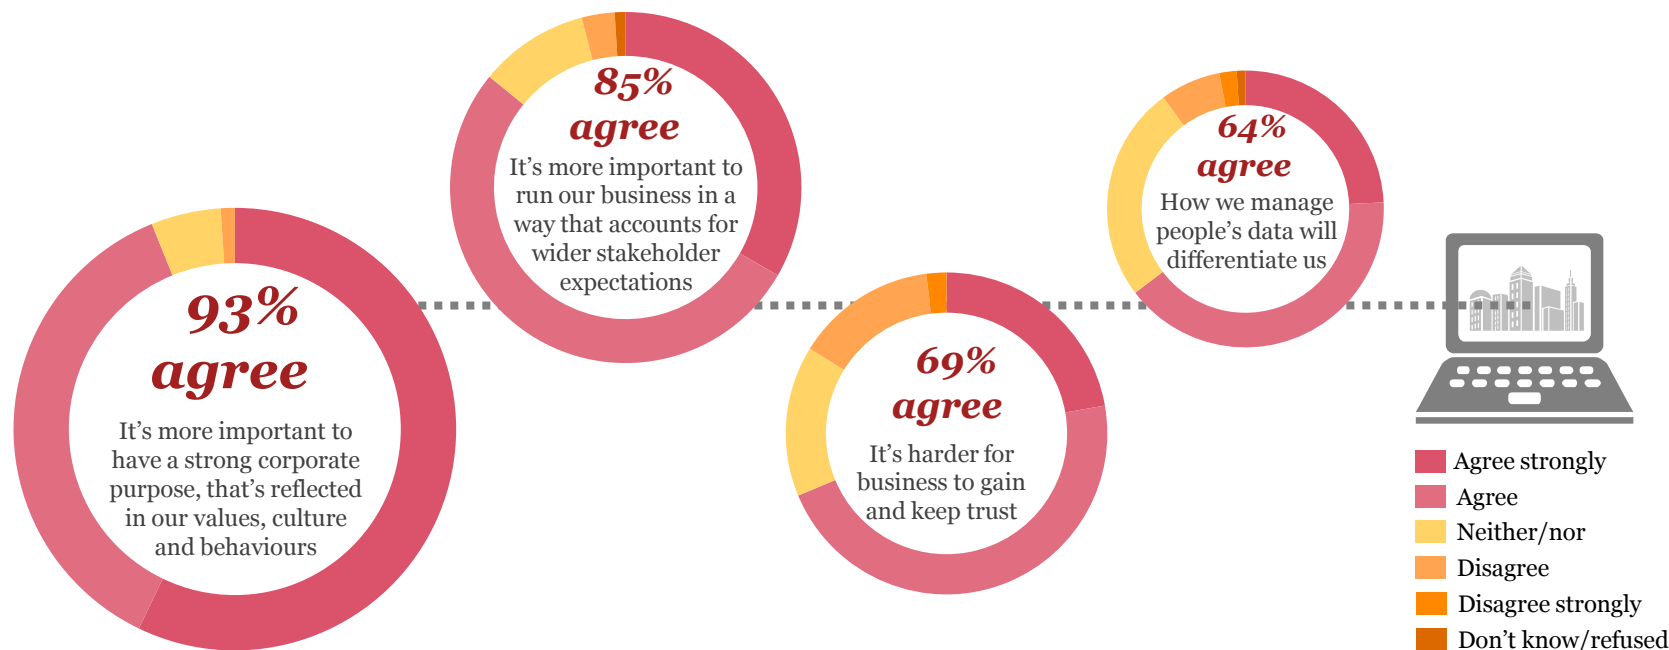 93%
agree
It’s more important to
have a strong corporate
purpose, that’s reflected
in our values, culture
and behaviours
85%
agree
It’s more important to
run our business in a
way that accounts for
wider stakeholder
expectations
69%
agree
It’s harder for
business to gain
and keep trust
64%
agree
How we manage
people’s data will
differentiate us
Agree strongly
Agree
Neither/nor
Disagree
Disagree strongly
Don’t know/refused